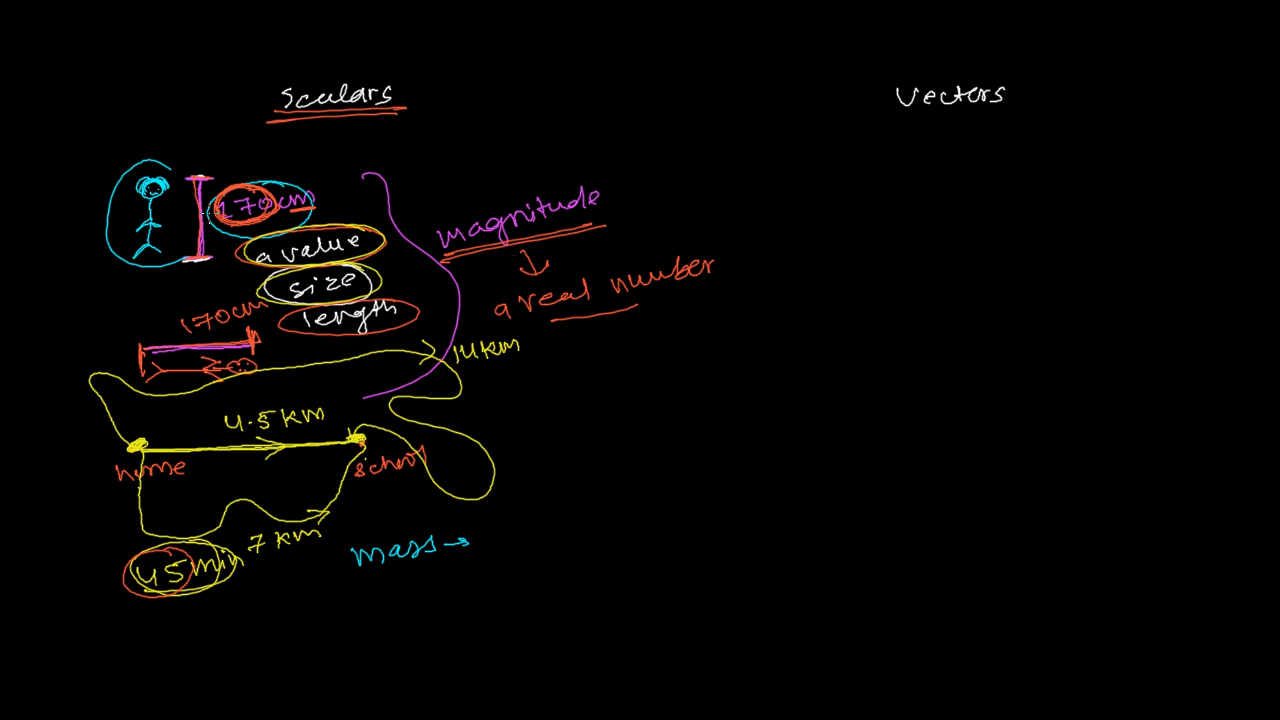 Scalars
Vectors
170cm
a value
size
length
magnitude
a real number
170cm
14km
4.5km
home
school
7km
45min
mass